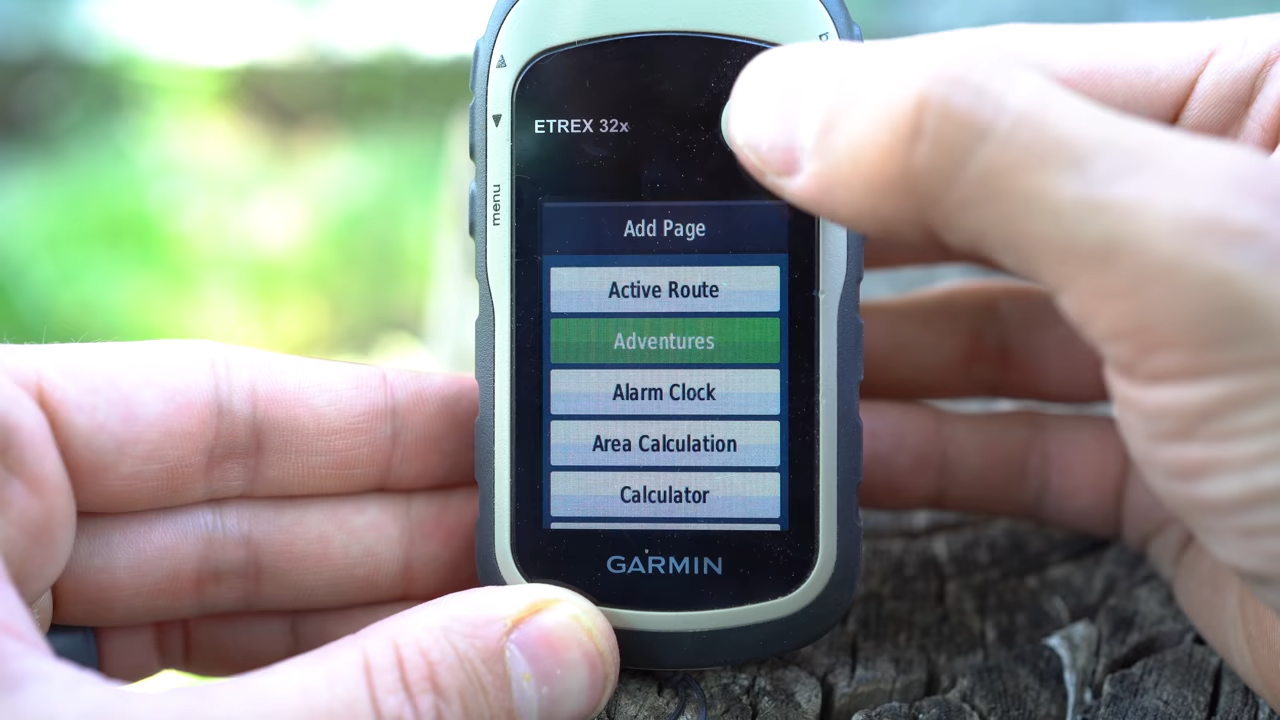 ETREX 32x
menu
Add Page
Active Route
Adventures
Alarm Clock
Area Calculation
Calculator
GARMIN